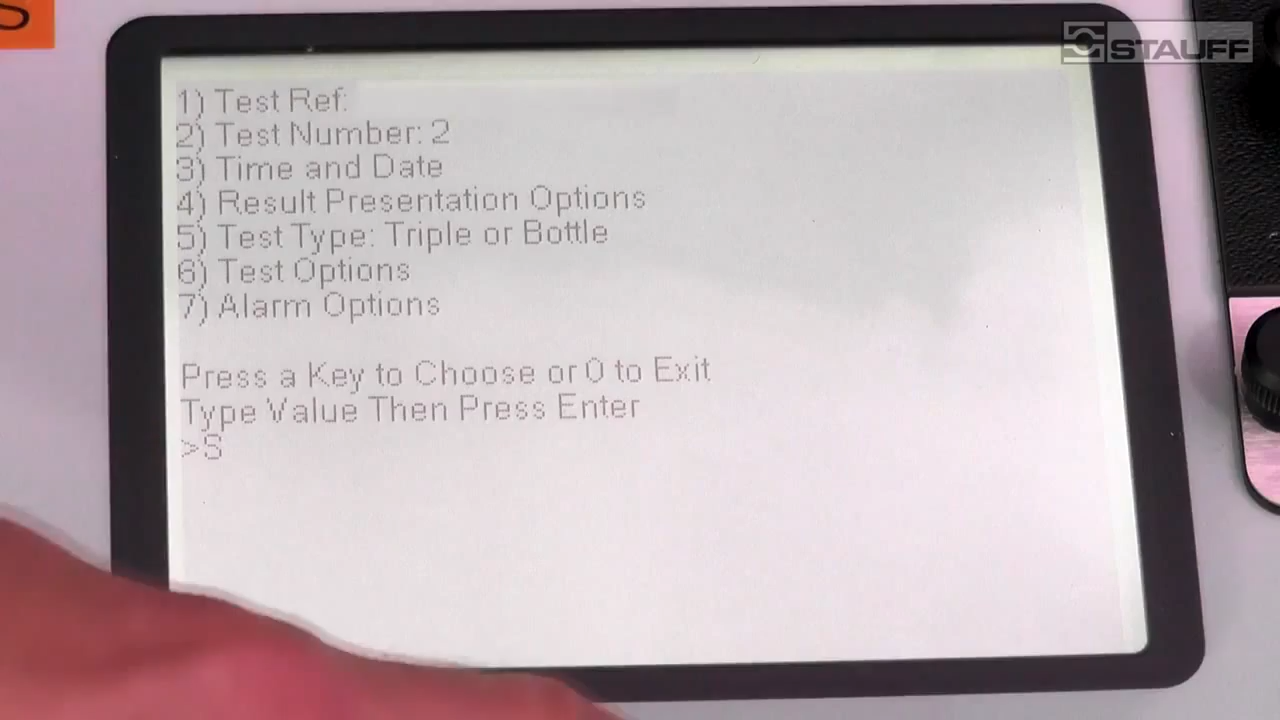 S
STAUFF
1) Test Ref:
2) Test Number: 2
3) Time and Date
4) Result Presentation Options
5) Test Type: Triple or Bottle
6) Test Options
7) Alarm Options
Press a Key to Choose or 0 to Exit
Type Value Then Press Enter
>S